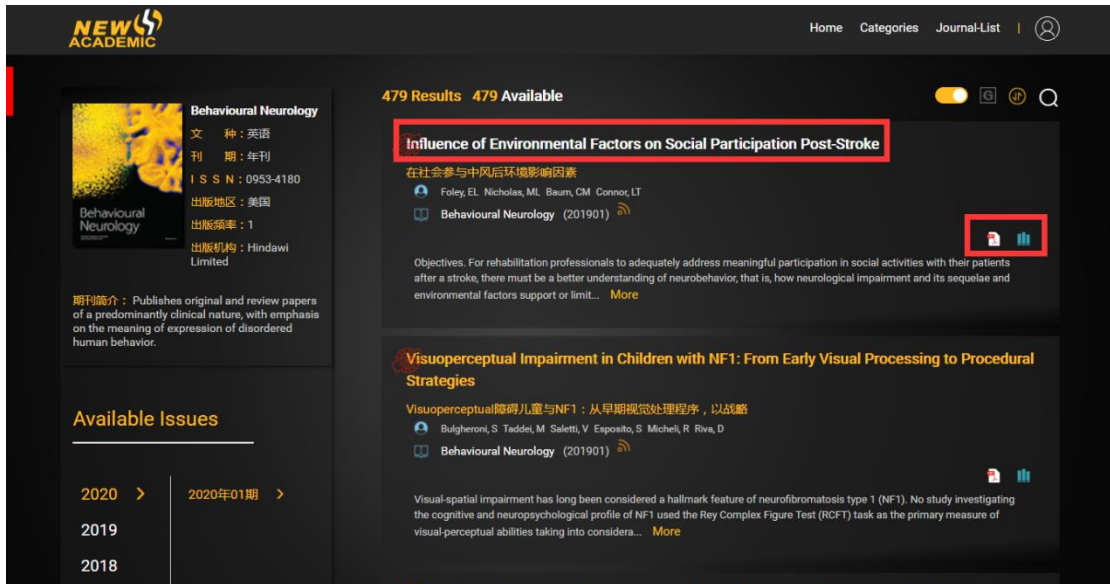 NEW
ACADEMIC
Home Categories Journal-List |
Behavioural Neurology
文 种：英语
刊 期：年刊
I S S N：0953-4180
出版地区：美国
出版频率：1
出版机构：Hindawi
Limited
Behavioural
Neurology
期刊简介： Publishes original and review papers
of a predominantly clinical nature, with emphasis
on the meaning of expression of disordered
human behavior.
Available Issues
2020 >
2020年01期 >
2019
2018
479 Results 479 Available
G
Influence of Environmental Factors on Social Participation Post-Stroke
在社会参与中风后环境影响因素
Foley, EL Nicholas, ML Baum, CM Connor, LT
Behavioural Neurology (201901)
Objectives. For rehabilitation professionals to adequately address meaningful participation in social activities with their patients
after a stroke, there must be a better understanding of neurobehavior, that is, how neurological impairment and its sequelae and
environmental factors support or limit... More
Visuoperceptual Impairment in Children with NF1: From Early Visual Processing to Procedural
Strategies
Visuoperceptual障碍儿童与NF1：从早期视觉处理程序，以战略
Bulgheroni, S Taddei, M Saletti, V Esposito, S Micheli, R Riva, D
Behavioural Neurology (201901)
Visual-spatial impairment has long been considered a hallmark feature of neurofibromatosis type 1 (NF1). No study investigating
the cognitive and neuropsychological profile of NF1 used the Rey Complex Figure Test (RCFT) task as the primary measure of
visual-perceptual abilities taking into considera... More